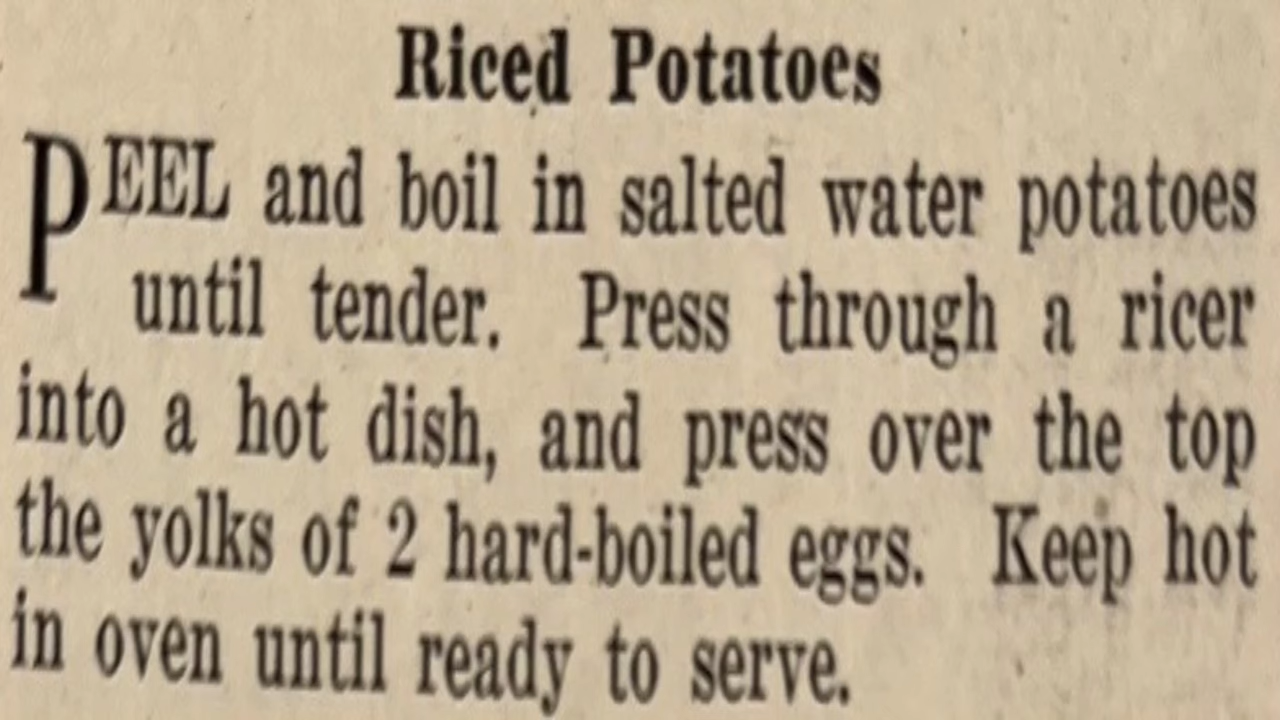 Riced Potatoes
PEEL and boil in salted water potatoes
until tender. Press through a ricer
into a hot dish, and press over the top
the yolks of 2 hard-boiled eggs. Keep hot
in oven until ready to serve.